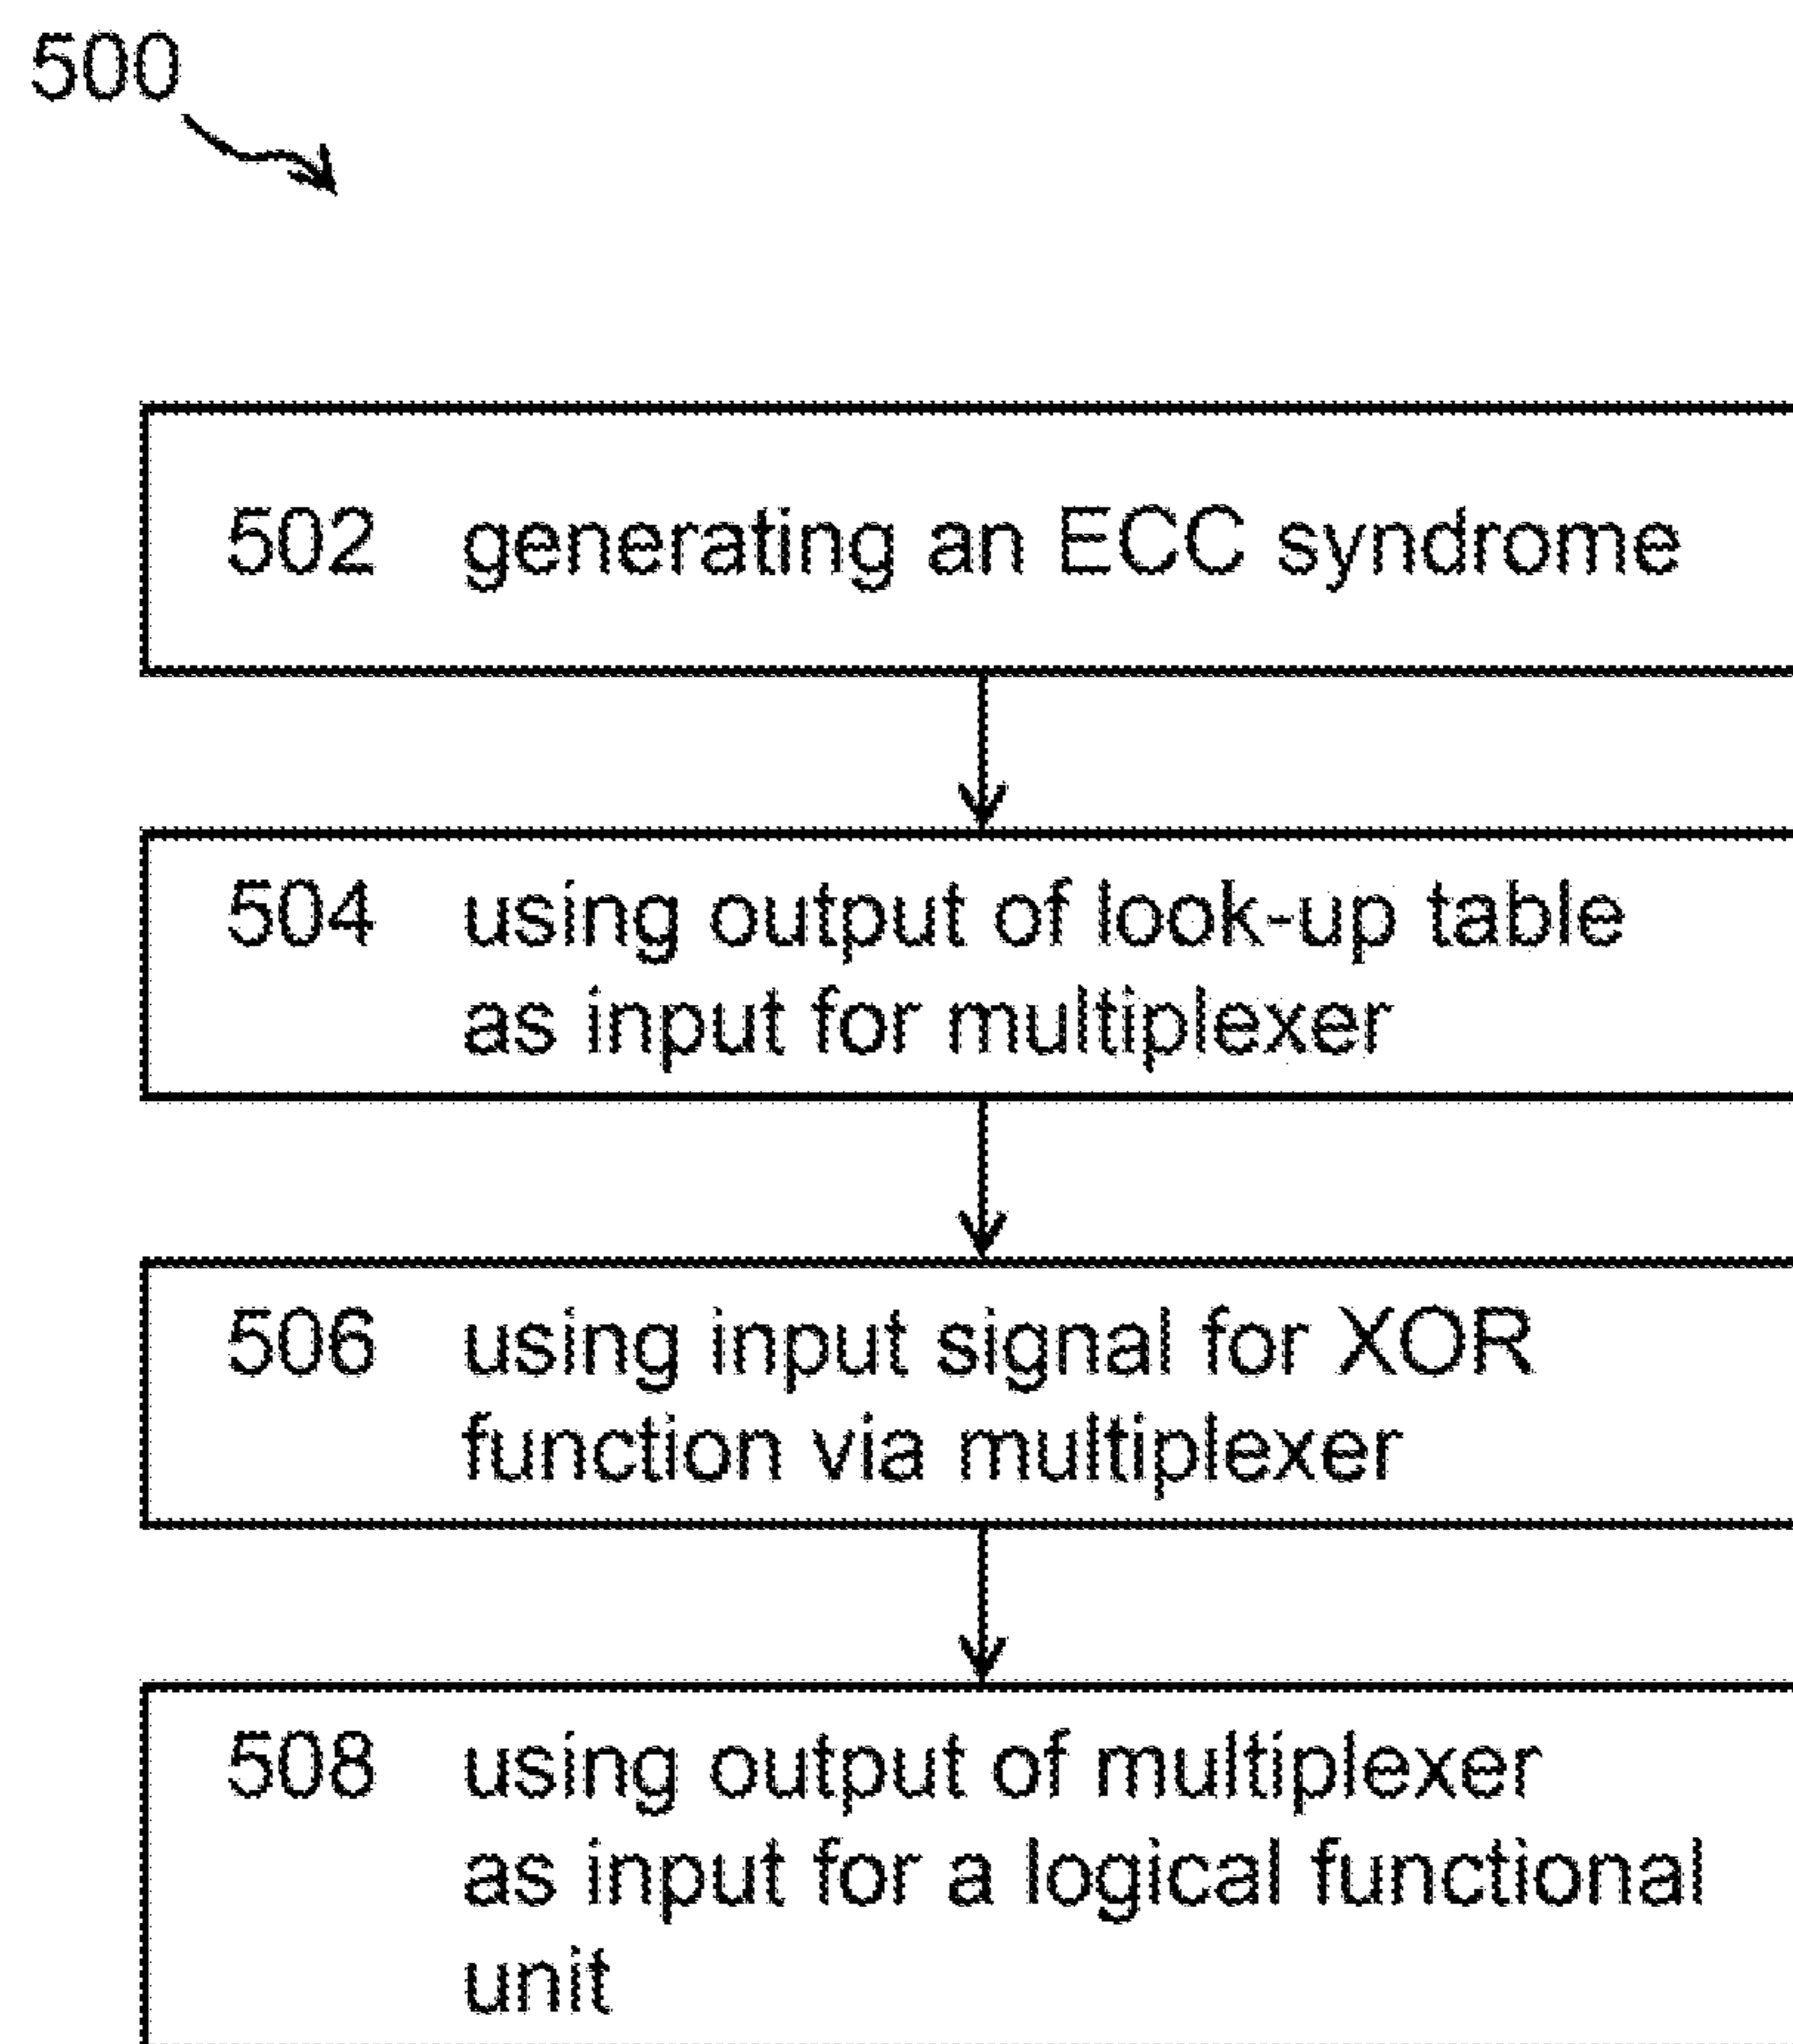 500
502 generating an ECC syndrome
504 using output of look-up table
as input for multiplexer
506 using input signal for XOR
function via multiplexer
508 using output of multiplexer
as input for a logical functional
unit